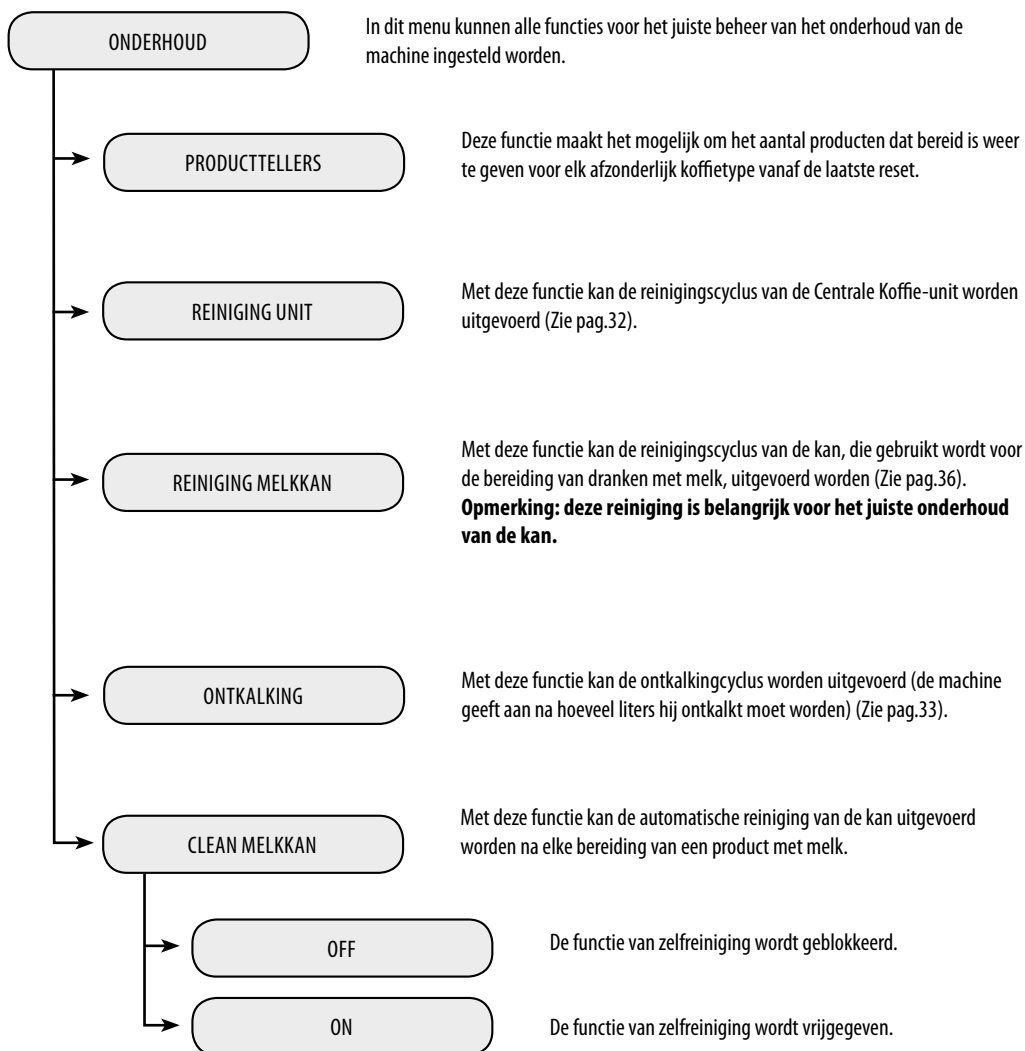 ONDERHOUD
In dit menu kunnen alle functies voor het juiste beheer van het onderhoud van de
machine ingesteld worden.
PRODUCTTELLERS
Deze functie maakt het mogelijk om het aantal producten dat bereid is weer
te geven voor elk afzonderlijk koffietype vanaf de laatste reset.
REINIGING UNIT
Met deze functie kan de reinigingscyclus van de Centrale Koffie-unit worden
uitgevoerd (Zie pag.32).
REINIGING MELKKAN
Met deze functie kan de reinigingscyclus van de kan, die gebruikt wordt voor
de bereiding van dranken met melk, uitgevoerd worden (Zie pag.36).
Opmerking: deze reiniging is belangrijk voor het juiste onderhoud
van de kan.
ONTKALKING
Met deze functie kan de ontkalkingcyclus worden uitgevoerd (de machine
geeft aan na hoeveel liters hij ontkalkt moet worden) (Zie pag.33).
CLEAN MELKKAN
Met deze functie kan de automatische reiniging van de kan uitgevoerd
worden na elke bereiding van een product met melk.
OFF
De functie van zelfreiniging wordt geblokkeerd.
ON
De functie van zelfreiniging wordt vrijgegeven.